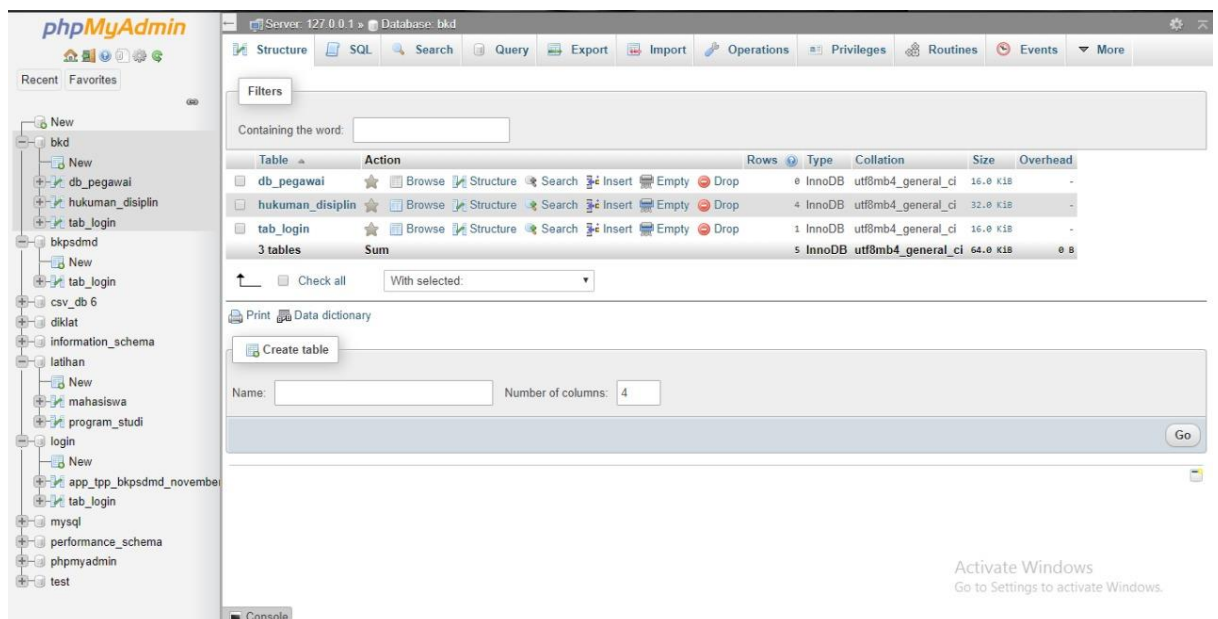 phpMyAdmin
Recent Favorites
New
bkd
New
db_pegawai
hukuman_disiplin
tab_login
bkpsdmd
New
tab_login
csv_db 6
diklat
information_schema
latihan
New
mahasiswa
program_studi
login
New
app_tpp_bkpsdmd_november
tab_login
mysql
performance_schema
phpmyadmin
test
Server: 127.0.0.1 » Database: bkd
Structure SQL Search Query Export Import Operations Privileges Routines Events More
Filters
Containing the word:
Table Action Rows Type Collation Size Overhead
db_pegawai Browse Structure Search Insert Empty Drop 0 InnoDB utf8mb4_general_ci 16.0 KiB -
hukuman_disiplin Browse Structure Search Insert Empty Drop 4 InnoDB utf8mb4_general_ci 32.0 KiB -
tab_login Browse Structure Search Insert Empty Drop 1 InnoDB utf8mb4_general_ci 16.0 KiB -
3 tables Sum 5 InnoDB utf8mb4_general_ci 64.0 KiB 0 B
Check all With selected:
Print Data dictionary
Create table
Name: Number of columns: 4
Go
Activate Windows
Go to Settings to activate Windows.
Console